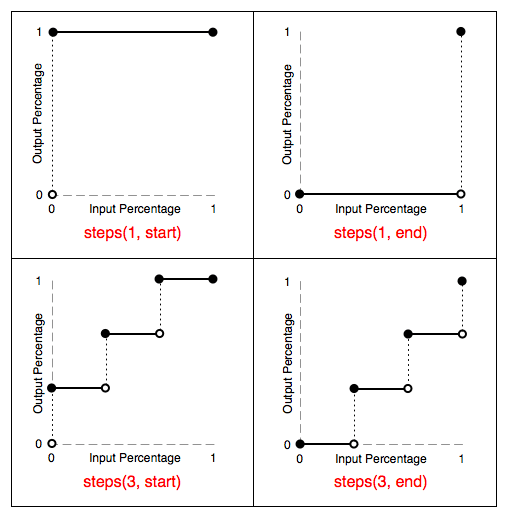 1
Output Percentage
0
0 Input Percentage 1
steps(1, start)
1
Output Percentage
0
0 Input Percentage 1
steps(1, end)
1
Output Percentage
0
0 Input Percentage 1
steps(3, start)
1
Output Percentage
0
0 Input Percentage 1
steps(3, end)